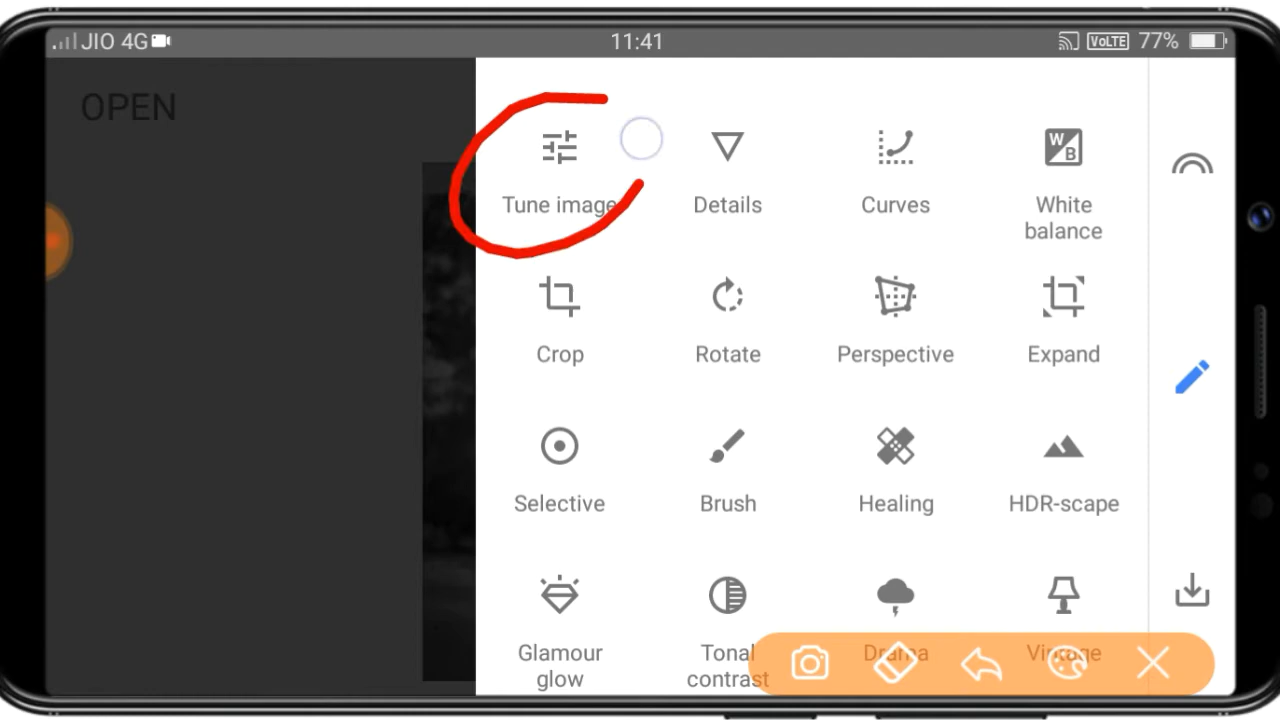 JIO 4G 11:41 VoLTE 77%
OPEN
Tune image Details Curves White
balance
W
B
Crop Rotate Perspective Expand
Selective Brush Healing HDR-scape
Glamour Tonal Drama Vintage
glow contrast